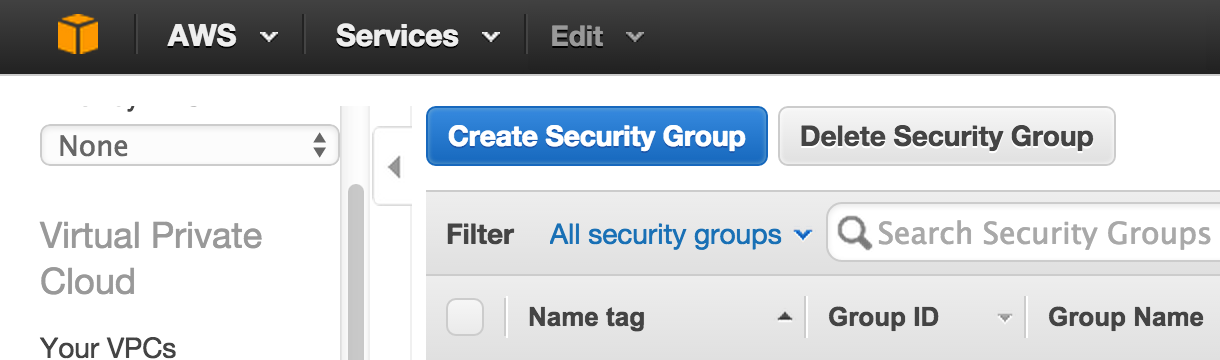 AWS Services Edit
None
Create Security Group Delete Security Group
Virtual Private
Cloud
Filter All security groups Search Security Groups
Name tag Group ID Group Name
Your VPCs